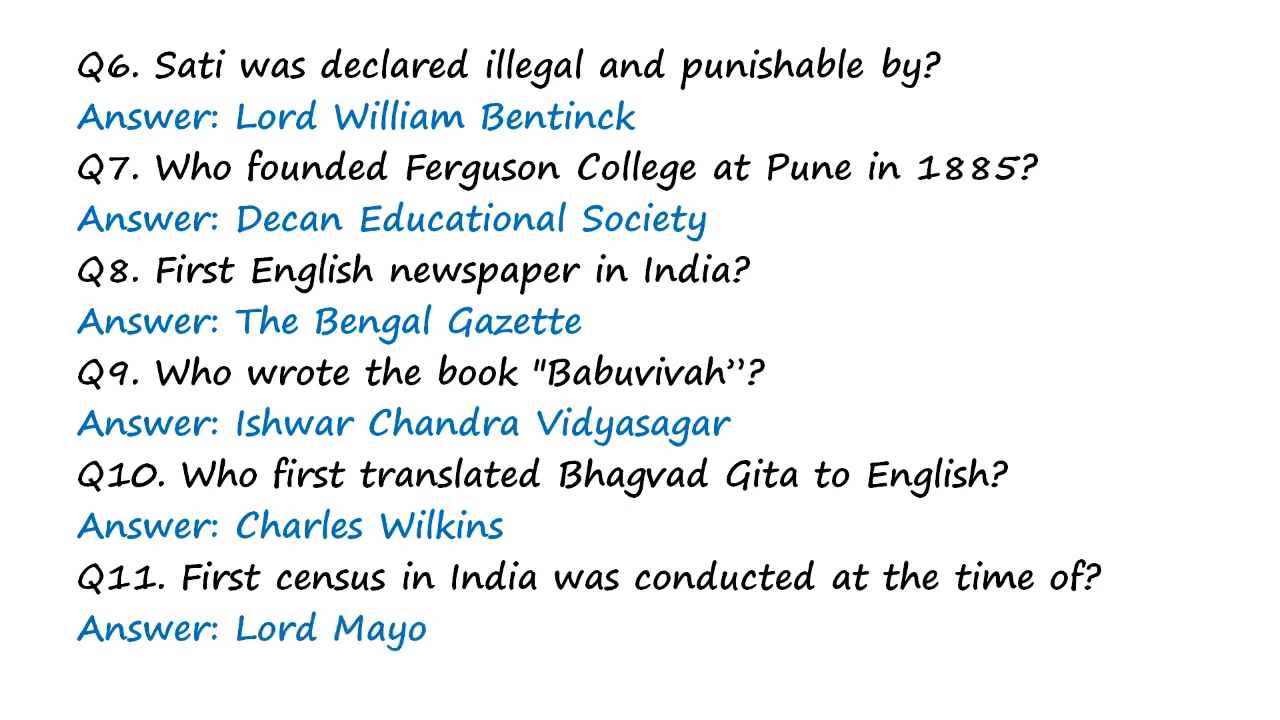 Q6. Sati was declared illegal and punishable by?
Answer: Lord William Bentinck
Q7. Who founded Ferguson College at Pune in 1885?
Answer: Decan Educational Society
Q8. First English newspaper in India?
Answer: The Bengal Gazette
Q9. Who wrote the book "Babuvivah”?
Answer: Ishwar Chandra Vidyasagar
Q10. Who first translated Bhagvad Gita to English?
Answer: Charles Wilkins
Q11. First census in India was conducted at the time of?
Answer: Lord Mayo